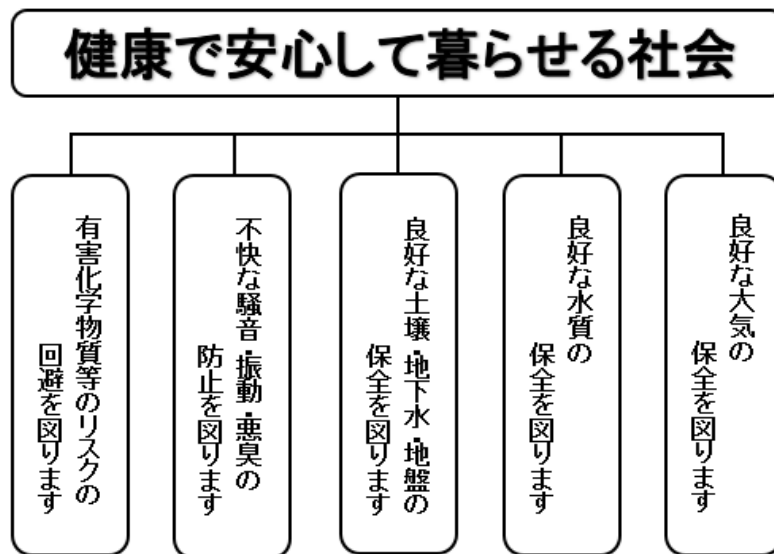 健康で安心して暮らせる社会
良好な大気の
保全を図ります
良好な水質の
保全を図ります
良好な土壌・地下水・地盤の
保全を図ります
不快な騒音・振動・悪臭の
防止を図ります
有害化学物質等のリスクの
回避を図ります